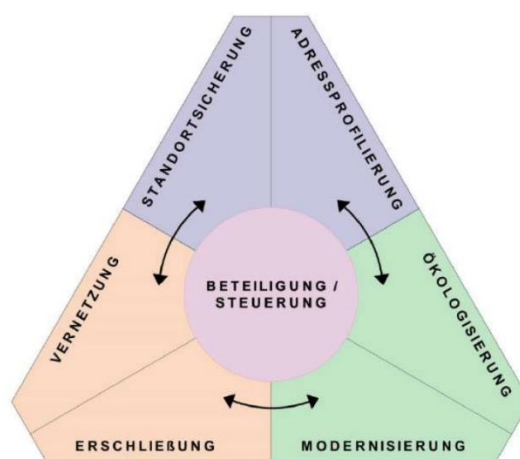 STANDORTSICHERUNG
ADRESSPROFILIERUNG
VERNETZUNG
BETEILIGUNG /
STEUERUNG
ÖKOLOGISIERUNG
ERSCHLIEßUNG
MODERNISIERUNG